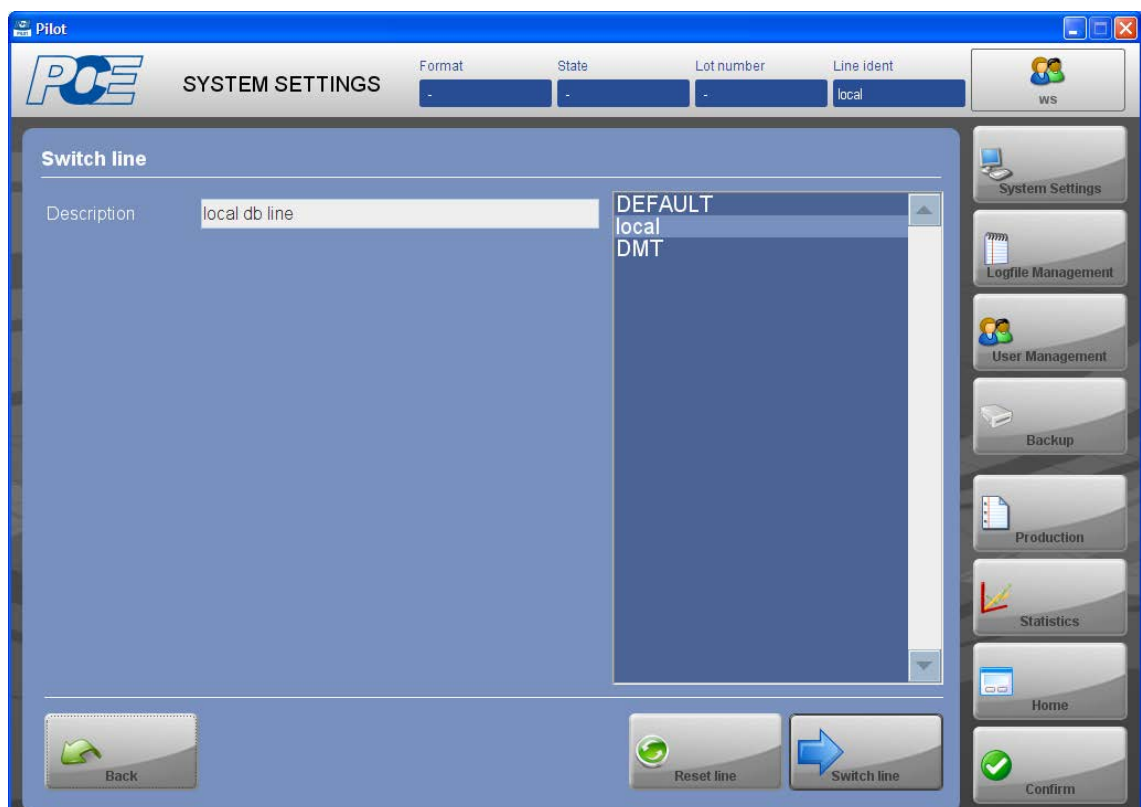 Pilot
PCE
SYSTEM SETTINGS
Format
State
Lot number
Line ident
-
-
-
local
ws
Switch line
Description
local db line
DEFAULT
local
DMT
System Settings
Logfile Management
User Management
Backup
Production
Statistics
Home
Confirm
Back
Reset line
Switch line